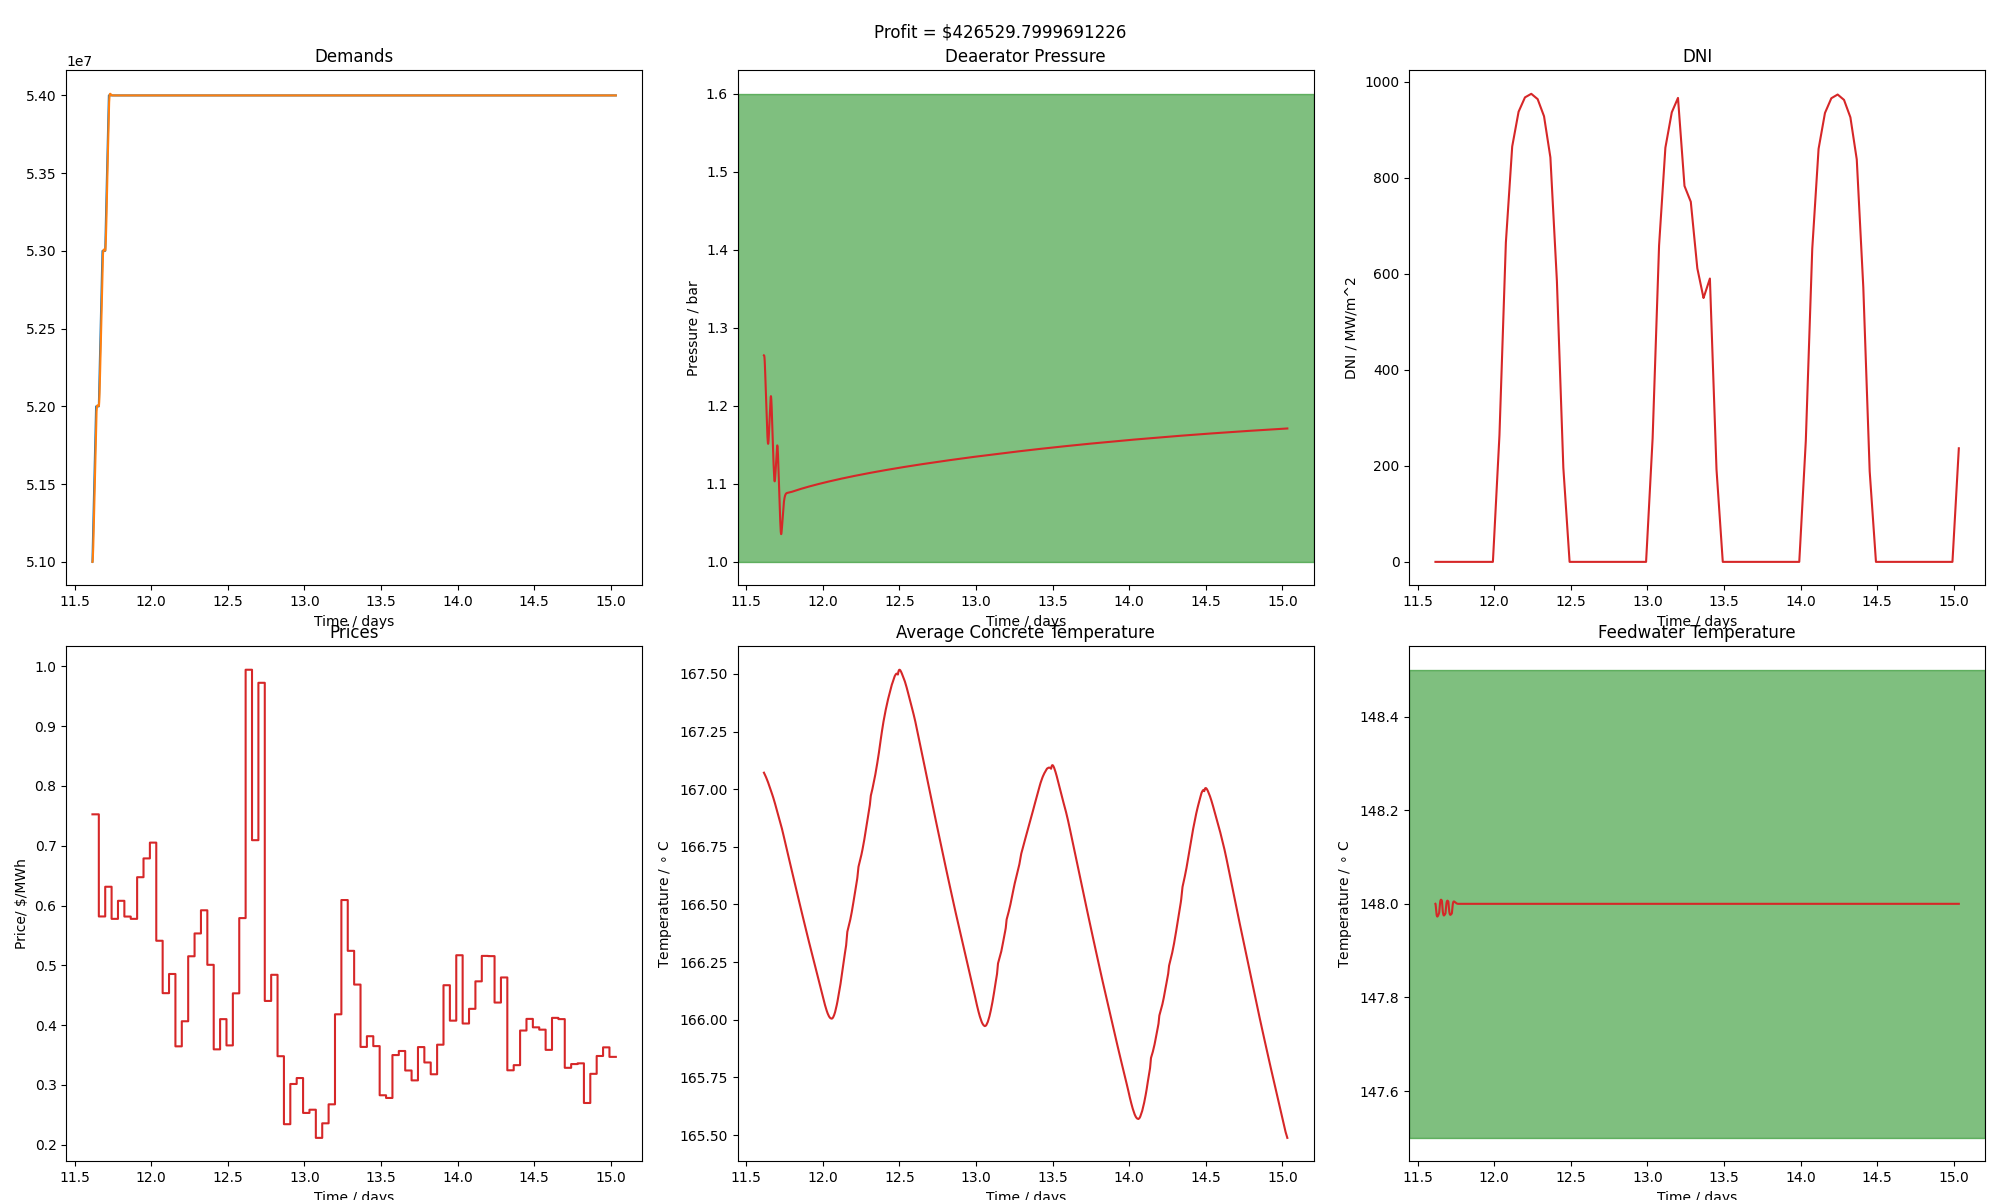 Profit = $426529.7999691226
Demands
1e7
5.40
5.35
5.30
5.25
5.20
5.15
5.10
11.5 12.0 12.5 13.0 13.5 14.0 14.5 15.0
Time / days
Deaerator Pressure
Pressure / bar
1.6
1.5
1.4
1.3
1.2
1.1
1.0
11.5 12.0 12.5 13.0 13.5 14.0 14.5 15.0
Time / days
DNI
DNI / MW/m^2
1000
800
600
400
200
0
11.5 12.0 12.5 13.0 13.5 14.0 14.5 15.0
Time / days
Prices
Price/ $/MWh
1.0
0.9
0.8
0.7
0.6
0.5
0.4
0.3
0.2
11.5 12.0 12.5 13.0 13.5 14.0 14.5 15.0
Time / days
Average Concrete Temperature
Temperature / ∘ C
167.50
167.25
167.00
166.75
166.50
166.25
166.00
165.75
165.50
11.5 12.0 12.5 13.0 13.5 14.0 14.5 15.0
Time / days
Feedwater Temperature
Temperature / ∘ C
148.4
148.2
148.0
147.8
147.6
11.5 12.0 12.5 13.0 13.5 14.0 14.5 15.0
Time / days